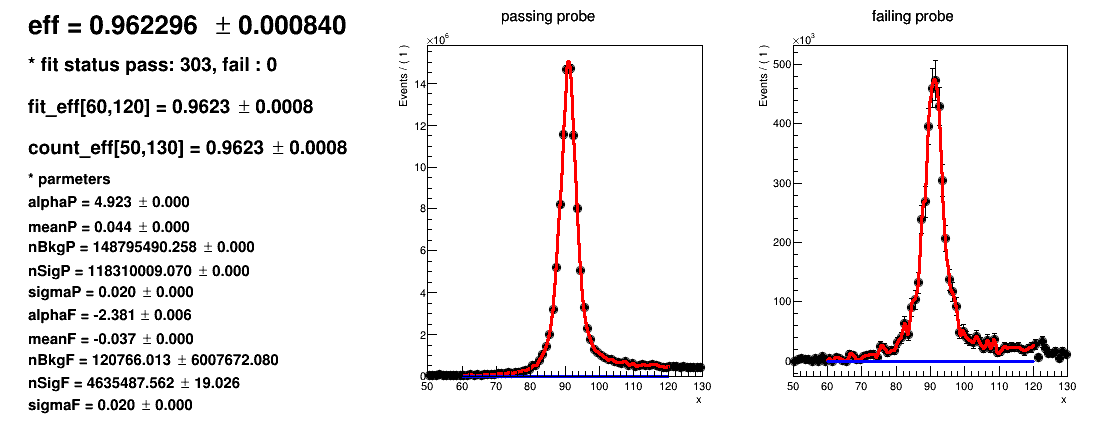 eff = 0.962296 ± 0.000840
* fit status pass: 303, fail : 0
fit_eff[60,120] = 0.9623 ± 0.0008
count_eff[50,130] = 0.9623 ± 0.0008
* parmeters
alphaP = 4.923 ± 0.000
meanP = 0.044 ± 0.000
nBkgP = 148795490.258 ± 0.000
nSigP = 118310009.070 ± 0.000
sigmaP = 0.020 ± 0.000
alphaF = -2.381 ± 0.006
meanF = -0.037 ± 0.000
nBkgF = 120766.013 ± 6007672.080
nSigF = 4635487.562 ± 19.026
sigmaF = 0.020 ± 0.000
passing probe
×10⁶
Events / ( 1 )
14
12
10
8
6
4
2
0
50 60 70 80 90 100 110 120 130
x
failing probe
×10³
Events / ( 1 )
500
400
300
200
100
0
50 60 70 80 90 100 110 120 130
x